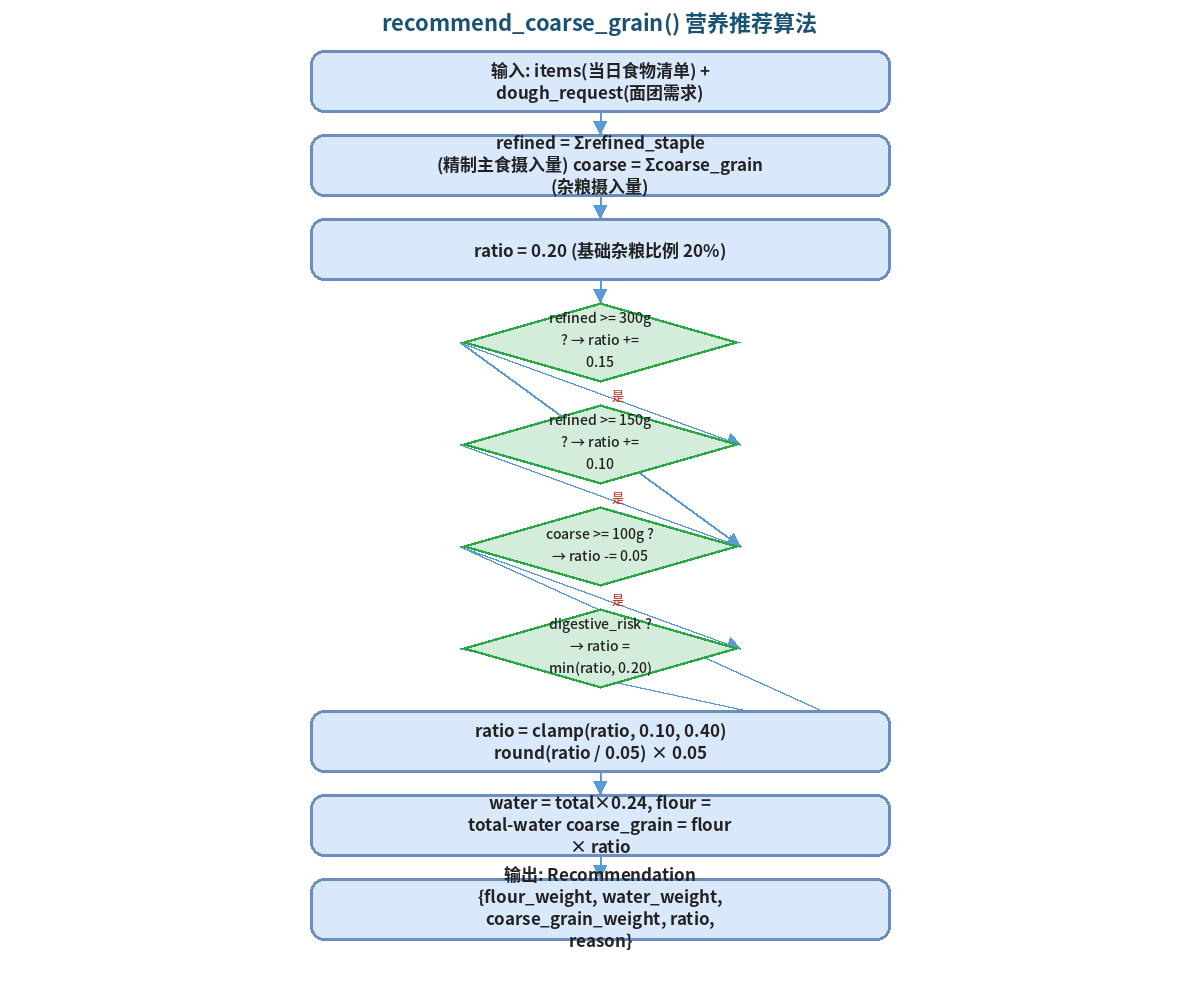 recommend_coarse_grain() 营养推荐算法
输入: items(当日食物清单) +
dough_request(面团需求)
refined = Σrefined_staple
(精制主食摄入量) coarse = Σcoarse_grain
(杂粮摄入量)
ratio = 0.20 (基础杂粮比例 20%)
refined >= 300g
? → ratio +=
0.15
是
refined >= 150g
? → ratio +=
0.10
是
coarse >= 100g ?
→ ratio -= 0.05
是
digestive_risk ?
→ ratio =
min(ratio, 0.20)
ratio = clamp(ratio, 0.10, 0.40)
round(ratio / 0.05) × 0.05
water = total×0.24, flour =
total-water coarse_grain = flour
× ratio
输出: Recommendation
{flour_weight, water_weight,
coarse_grain_weight, ratio,
reason}